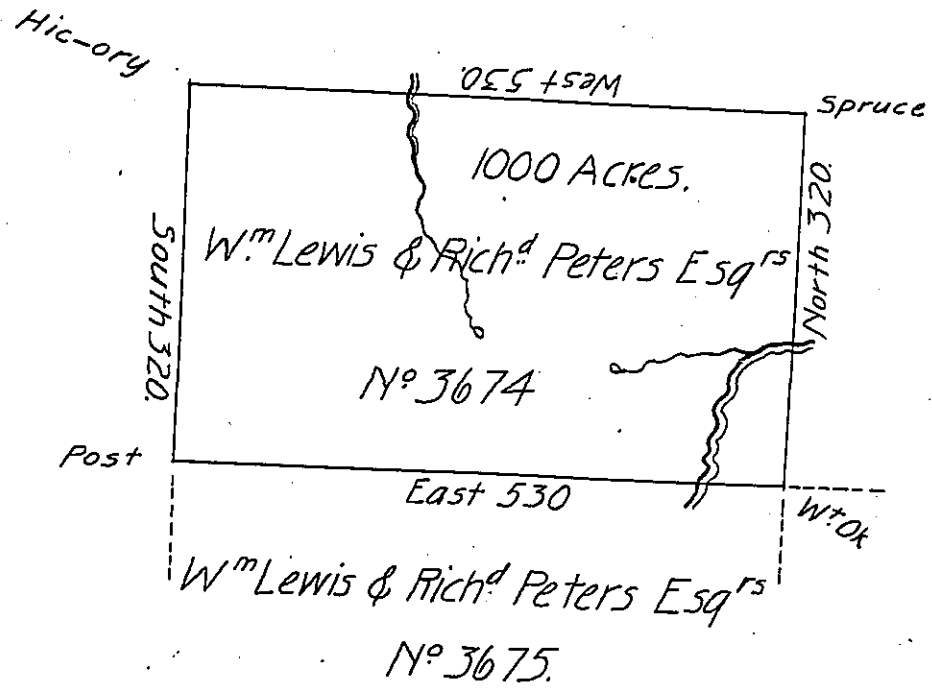 Hic-ory
West 530.
Spruce
1000 Acres.
North 320.
South 320.
W.m Lewis & Richd Peters Esqrs
No 3674
Post
East 530
Wt Ok
Wm Lewis & Richd Peters Esqrs
No 3675.